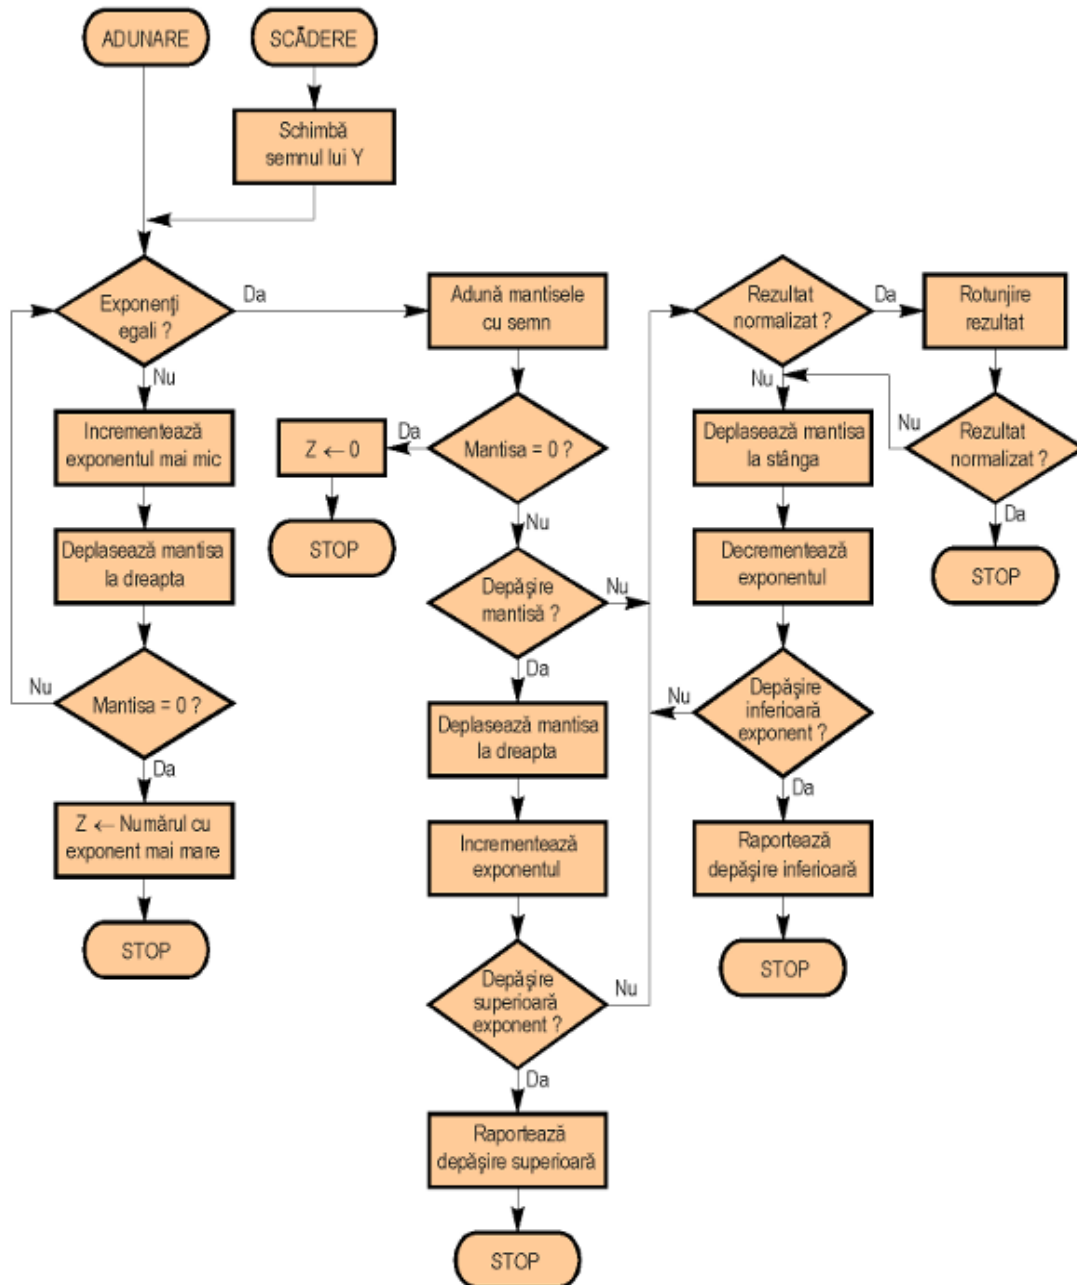 ADUNARE
SCĂDERE
Schimbă
semnul lui Y
Exponenţi
egali ?
Da
Nu
Incrementează
exponentul mai mic
Deplasează mantisa
la dreapta
Mantisa = 0 ?
Nu
Da
Z ← Numărul cu
exponent mai mare
STOP
Adună mantisele
cu semn
Mantisa = 0 ?
Da
Z ← 0
STOP
Nu
Depăşire
mantisă ?
Nu
Da
Deplasează mantisa
la dreapta
Incrementează
exponentul
Depăşire
superioară
exponent ?
Nu
Da
Raportează
depăşire superioară
STOP
Rezultat
normalizat ?
Da
Nu
Rotunjire
rezultat
Rezultat
normalizat ?
Nu
Da
STOP
Deplasează mantisa
la stânga
Decrementează
exponentul
Depăşire
inferioară
exponent ?
Nu
Da
Raportează
depăşire inferioară
STOP